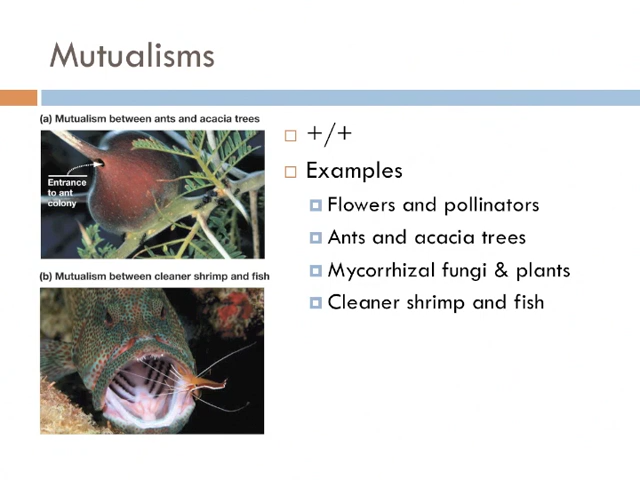 Mutualisms
(a) Mutualism between ants and acacia trees
Entrance
to ant
colony
(b) Mutualism between cleaner shrimp and fish
+/+
Examples
Flowers and pollinators
Ants and acacia trees
Mycorrhizal fungi & plants
Cleaner shrimp and fish